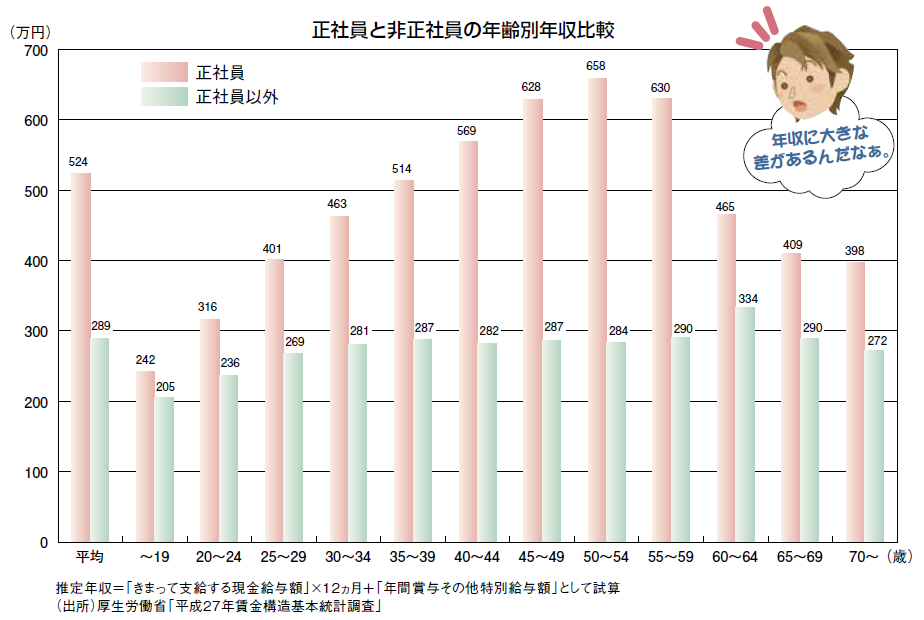 正社員と非正社員の年齢別年収比較
（万円）
700
600
500
400
300
200
100
0
正社員
正社員以外
年収に大きな
差があるんだなぁ。
524 289
242 205
316 236
401 269
463 281
514 287
569 282
628 287
658 284
630 290
465 334
409 290
398 272
平均 ～19 20～24 25～29 30～34 35～39 40～44 45～49 50～54 55～59 60～64 65～69 70～ （歳）
推定年収＝「きまって支給する現金給与額」×12ヵ月＋「年間賞与その他特別給与額」として試算
（出所）厚生労働省「平成27年賃金構造基本統計調査」